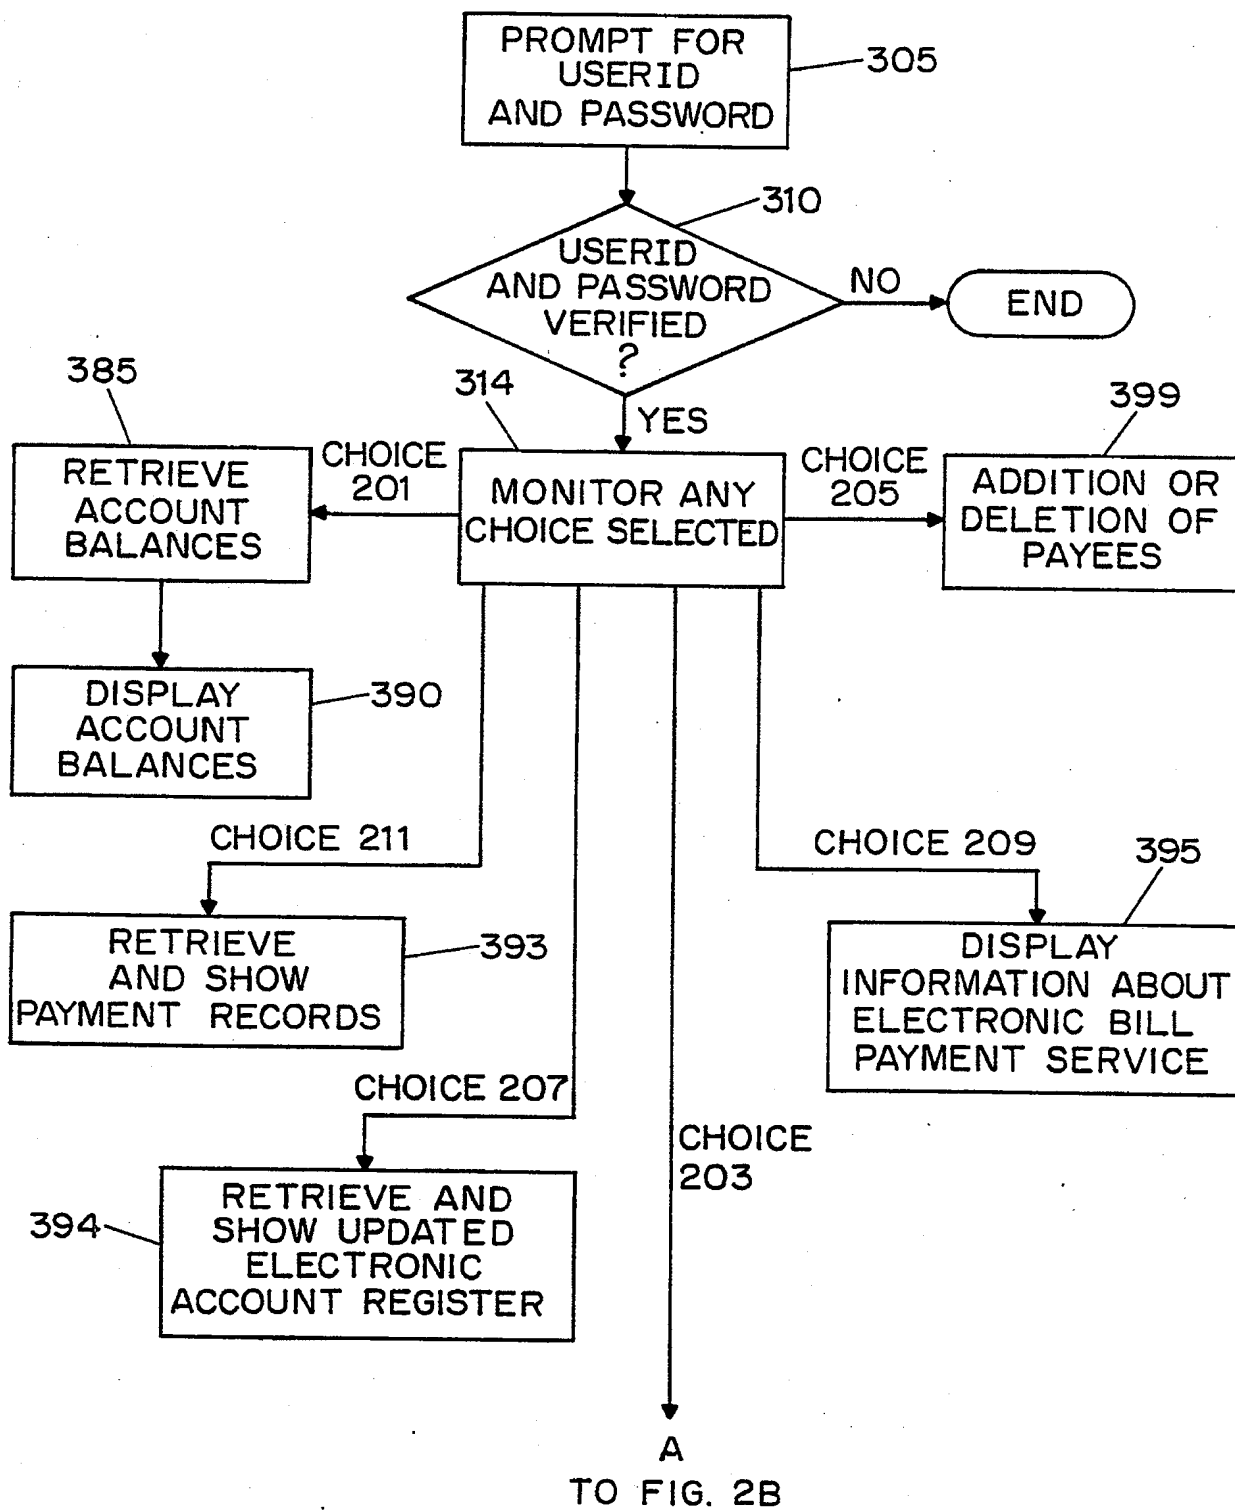 PROMPT FOR
USERID
AND PASSWORD
305
310
USERID
AND PASSWORD
VERIFIED
?
NO
END
YES
385
314
399
RETRIEVE
ACCOUNT
BALANCES
CHOICE
201
MONITOR ANY
CHOICE SELECTED
CHOICE
205
ADDITION OR
DELETION OF
PAYEES
DISPLAY
ACCOUNT
BALANCES
390
CHOICE 211
CHOICE 209
395
RETRIEVE
AND SHOW
PAYMENT RECORDS
393
DISPLAY
INFORMATION ABOUT
ELECTRONIC BILL
PAYMENT SERVICE
CHOICE 207
CHOICE
203
394
RETRIEVE AND
SHOW UPDATED
ELECTRONIC
ACCOUNT REGISTER
A
TO FIG. 2B